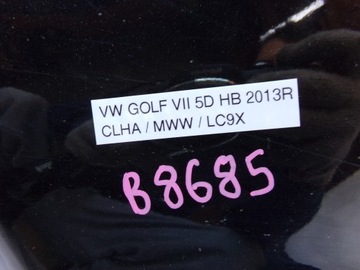 VW GOLF VII 5D HB 2013R
CLHA / MWW / LC9X
B8685